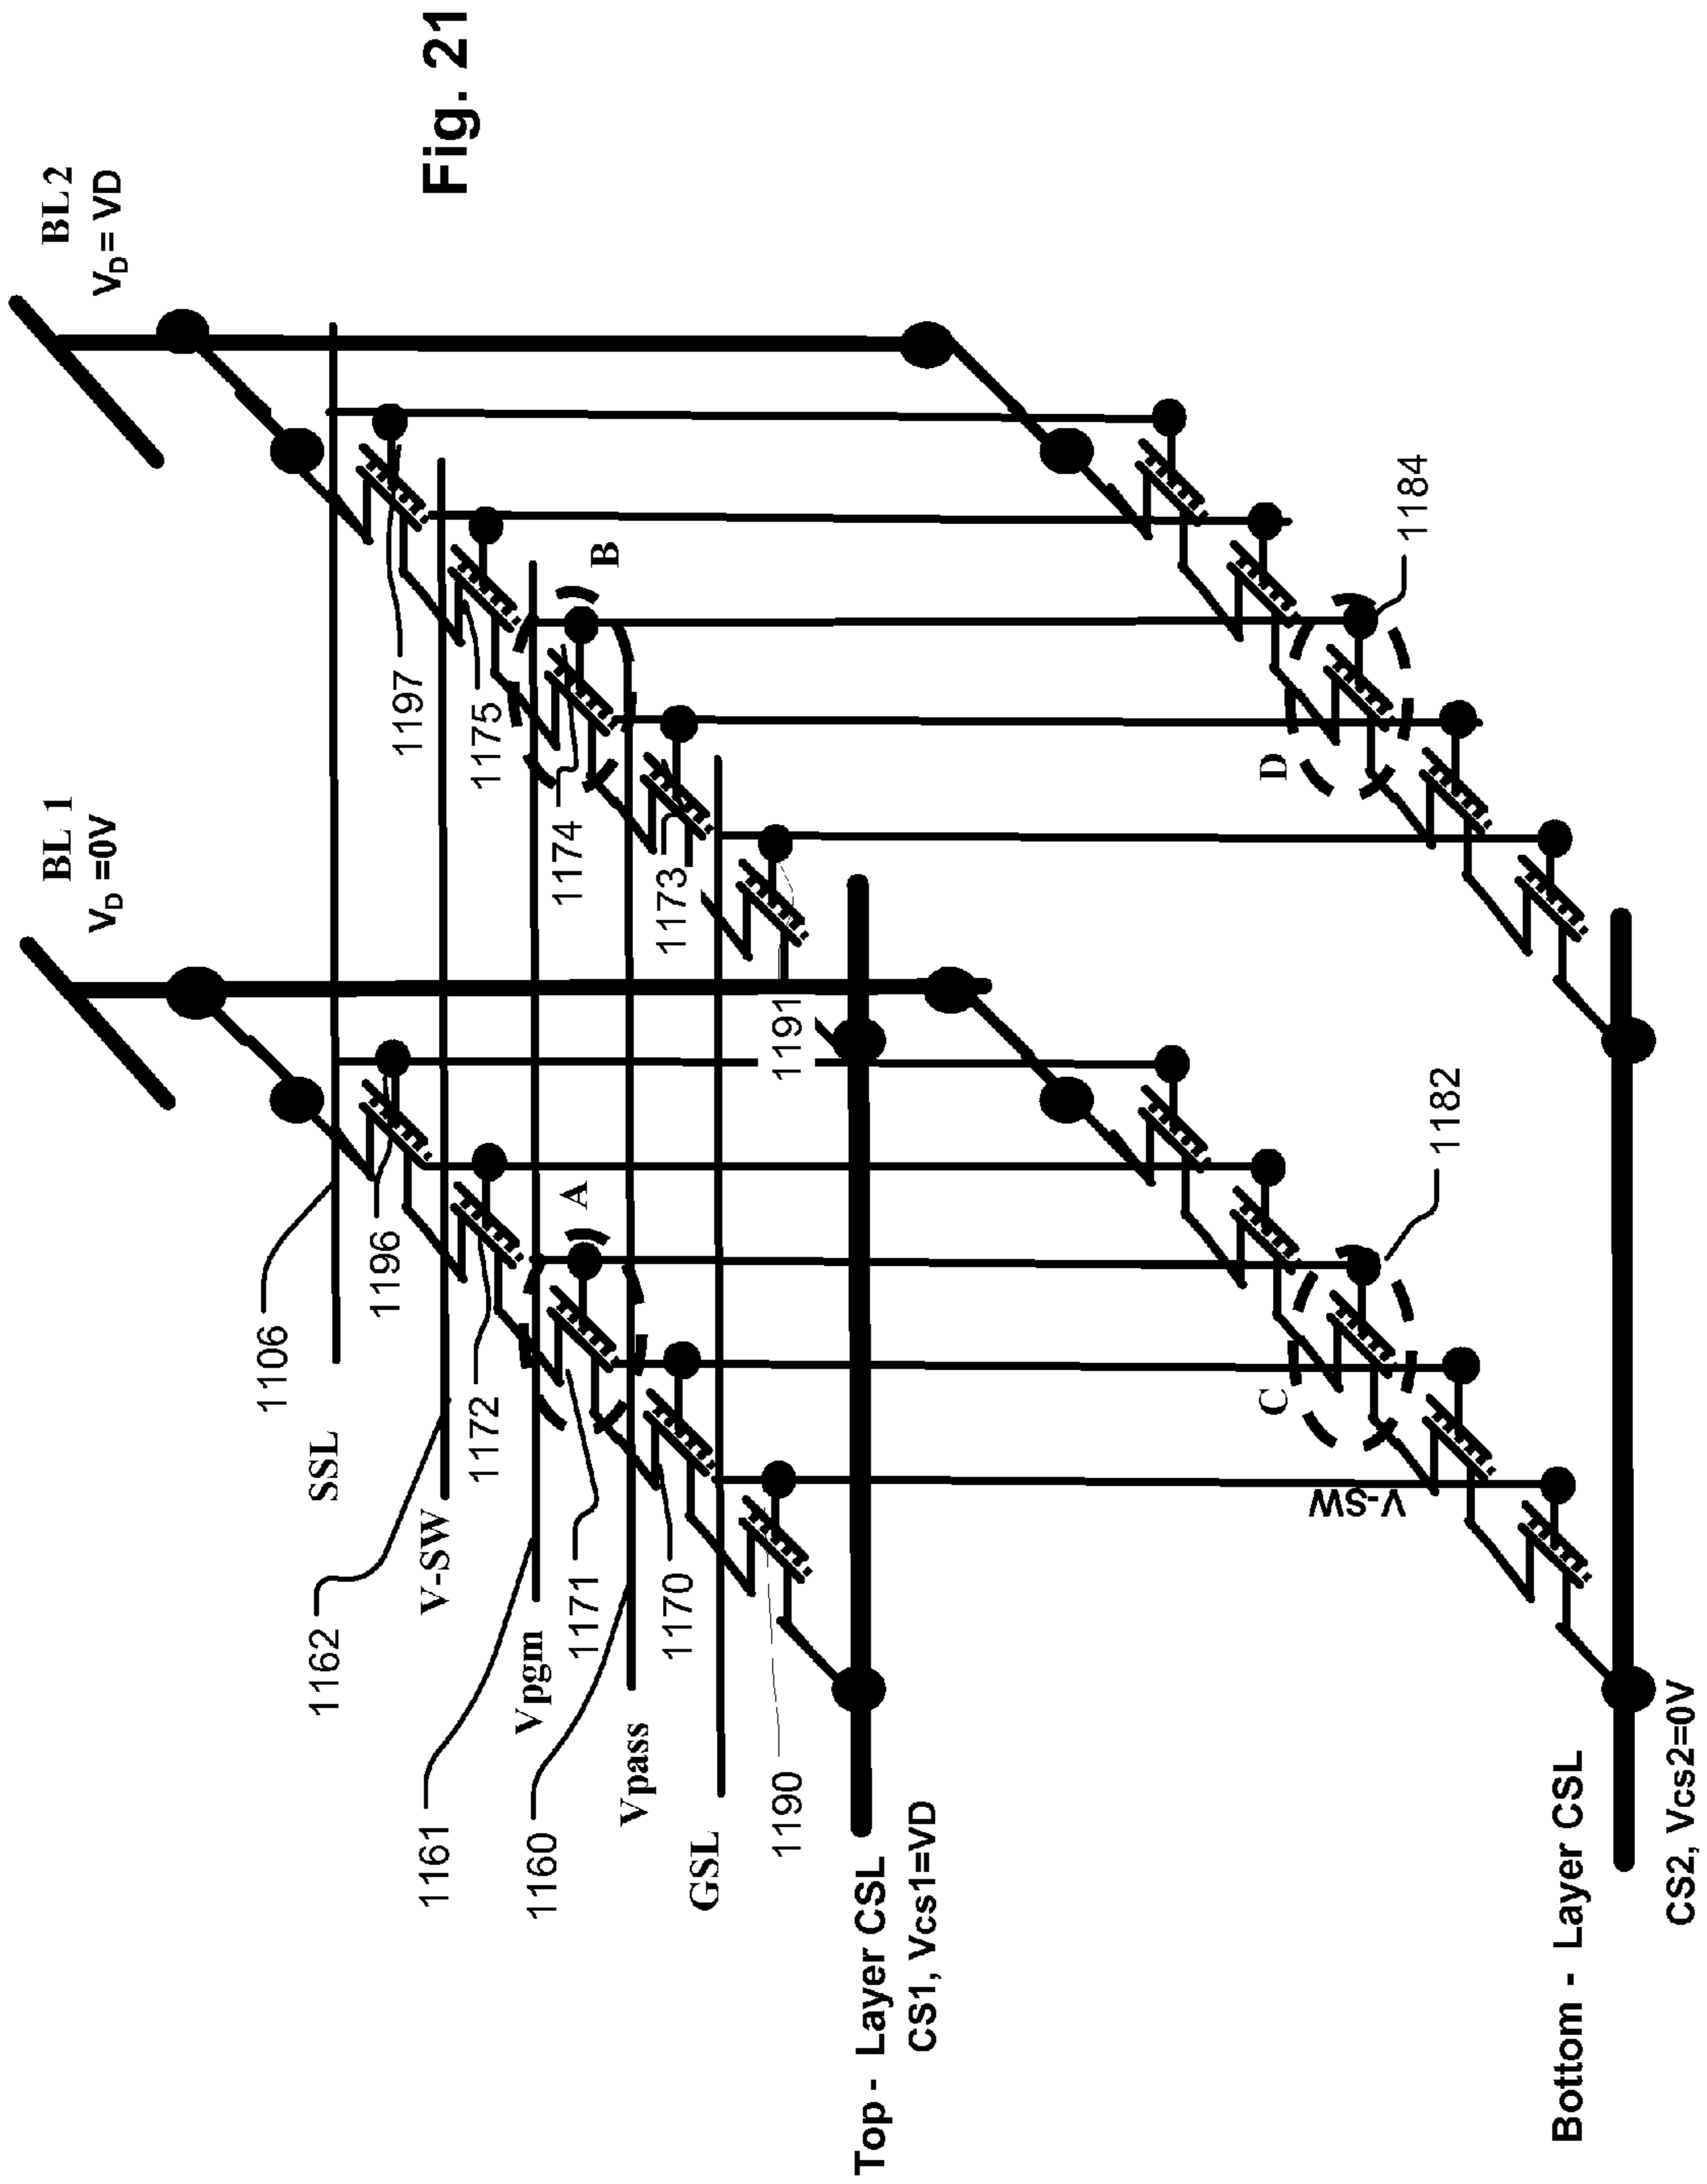 Fig. 21
BL 1
V_D =0V
BL 2
V_D = VD
1106
SSL
1196
1197
1162
V-SW
1172
1175
1161
Vpgm
1171
A
1174
B
1160
Vpass
1170
1173
GSL
1190
1191
Top - Layer CSL
CS1, Vcs1=VD
C
1182
D
1184
V-SW
Bottom - Layer CSL
CS2, Vcs2=0V